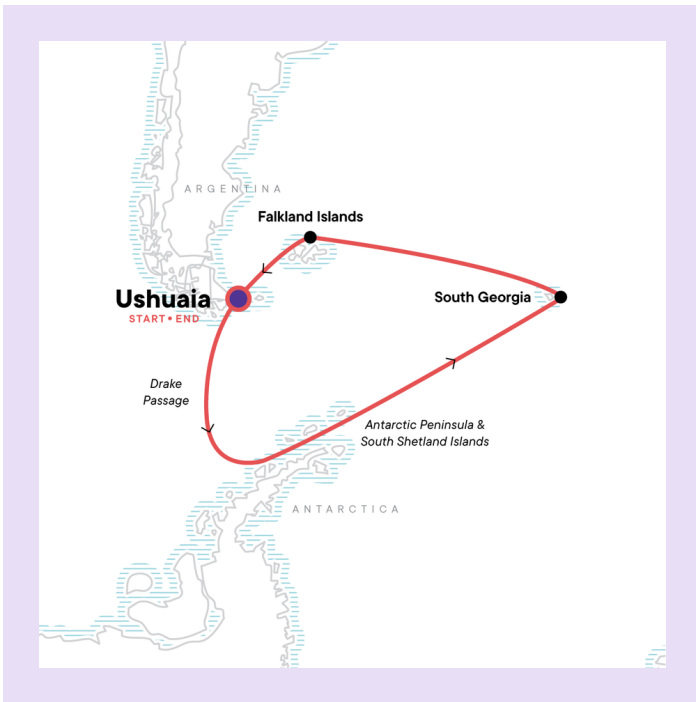 ARGENTINA
Falkland Islands
Ushuaia
START • END
South Georgia
Drake
Passage
Antarctic Peninsula &
South Shetland Islands
ANTARCTICA